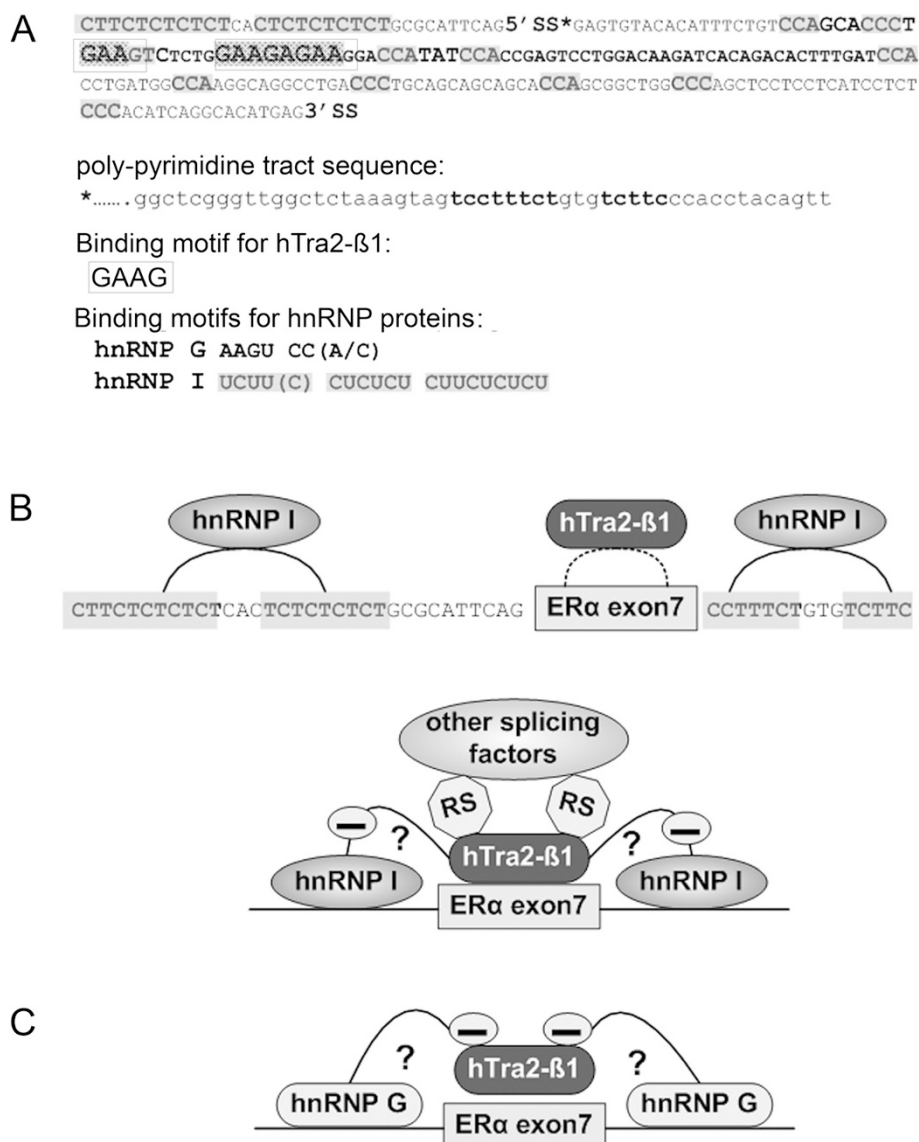 A
CTTCTCTCTCTCACTCTCTCTCTGCGCATTCAG5’SS*GAGTGTACACATTTCTGTCCAGCACCCT
GAAGTCTCTGGAAGAGAAGGACCATATCCACCGAGTCCTGGACAAGATCACAGACACTTTGATCCA
CCTGATGGCCAAGGCAGGCCTGACCCTGCAGCAGCAGCACCAGCGGCTGGCCCAGCTCCTCCTCATCCTCT
CCCACATCAGGCACATGAG3’SS
poly-pyrimidine tract sequence:
*…….ggctcgggttggctctaaagtagtcctttctgtgtcttcccacctacagtt
Binding motif for hTra2-ß1:
GAAG
Binding motifs for hnRNP proteins:
hnRNP G AAGU CC(A/C)
hnRNP I UCUU(C) CUCUCU CUUCUCUCU
B
hnRNP I hTra2-ß1 hnRNP I
CTTCTCTCTCTCACTCTCTCTCTGCGCATTCAG ERα exon7 CCTTTCTGTGTCTTC
other splicing
factors
RS RS
? ?
hnRNP I hTra2-ß1 hnRNP I
ERα exon7
C
? hTra2-ß1 ?
hnRNP G ERα exon7 hnRNP G